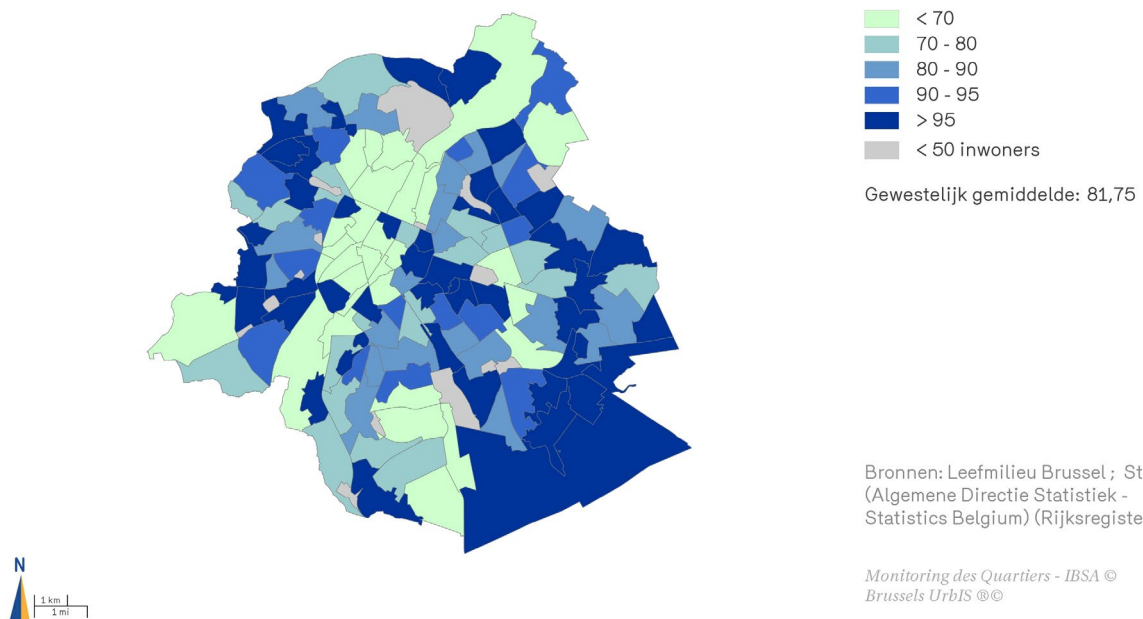 < 70
70 - 80
80 - 90
90 - 95
> 95
< 50 inwoners
Gewestelijk gemiddelde: 81,75
Bronnen: Leefmilieu Brussel ; St
(Algemene Directie Statistiek -
Statistics Belgium) (Rijksregiste
Monitoring des Quartiers - IBSA ©
Brussels UrbIS ®©
N
1 km
1 mi